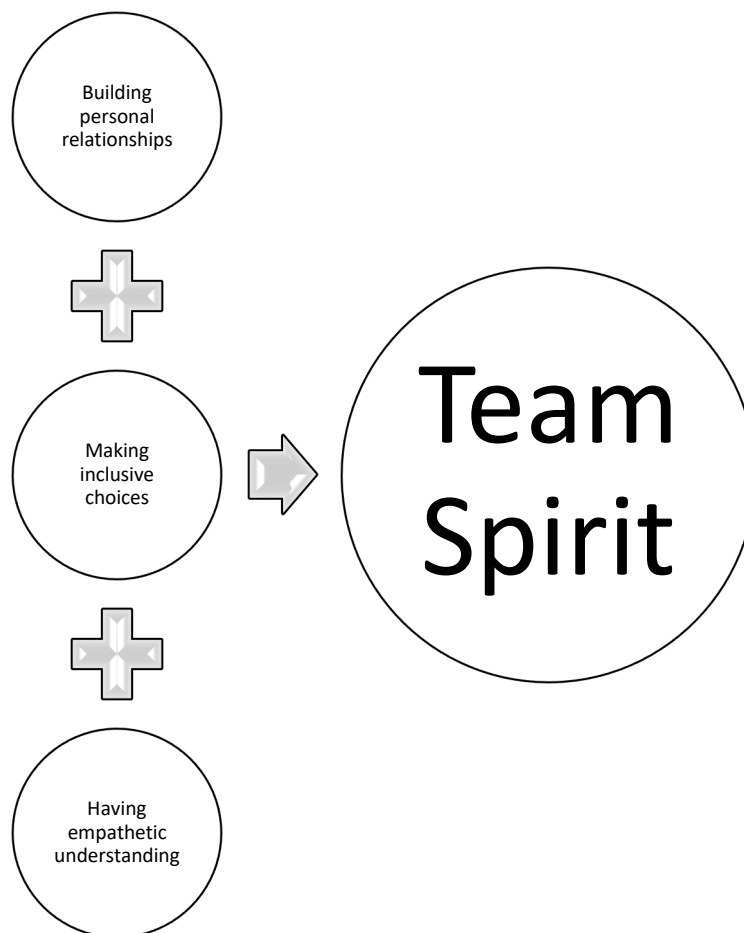 Building
personal
relationships
Making
inclusive
choices
Having
empathetic
understanding
Team
Spirit